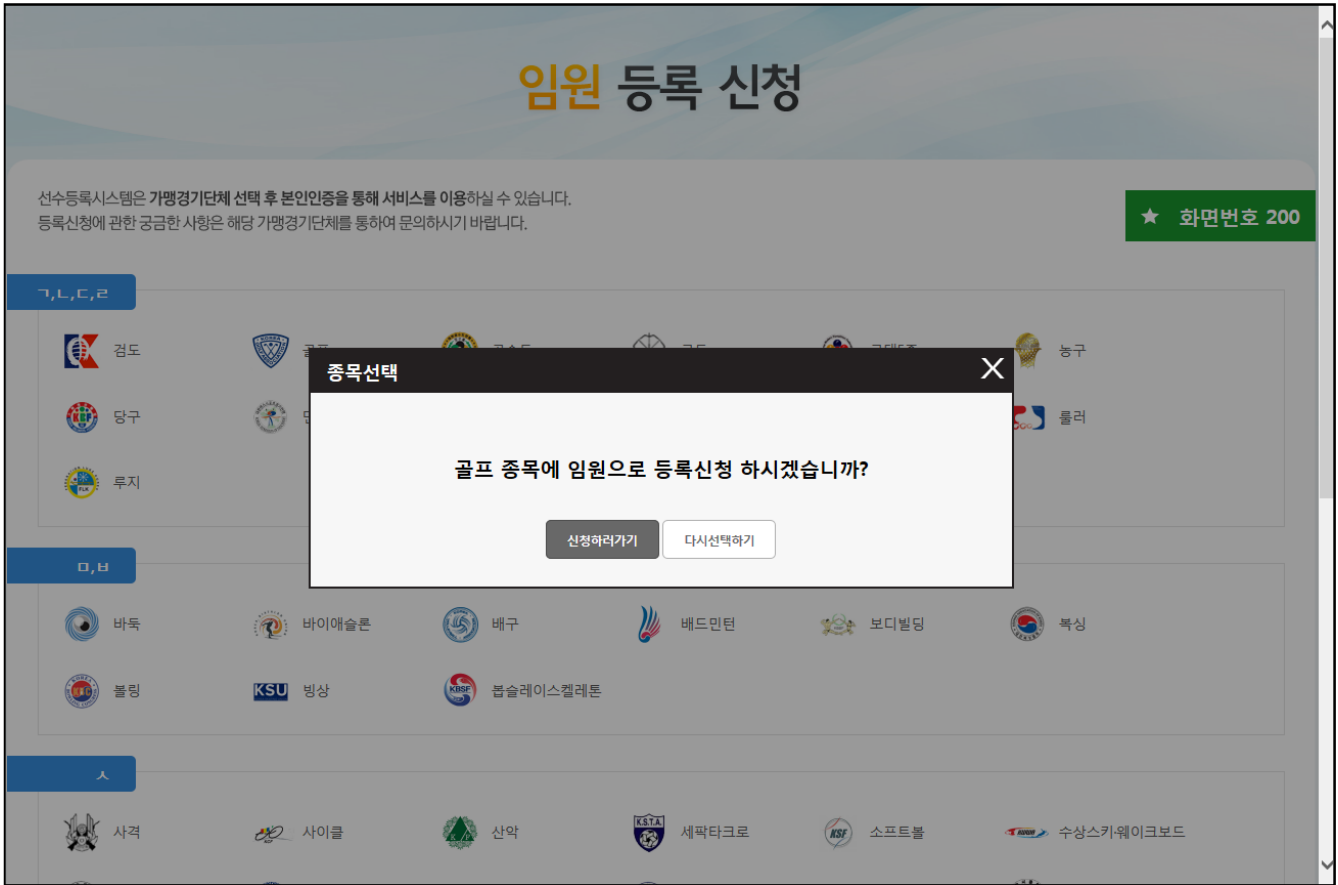 임원 등록 신청
선수등록시스템은 가맹경기단체 선택 후 본인인증을 통해 서비스를 이용하실 수 있습니다.
등록신청에 관한 궁금한 사항은 해당 가맹경기단체를 통하여 문의하시기 바랍니다.
★ 화면번호 200
ㄱ,ㄴ,ㄷ,ㄹ
검도
농구
종목선택 X
당구
롤러
골프 종목에 임원으로 등록신청 하시겠습니까?
루지
신청하러가기 다시선택하기
ㅁ,ㅂ
바둑 바이애슬론 배구 배드민턴 보디빌딩 복싱
볼링 KSU 빙상 KBSF 봅슬레이스켈레톤
ㅅ
사격 사이클 산악 K.S.T.A. 세팍타크로 KSF 소프트볼 수상스키·웨이크보드